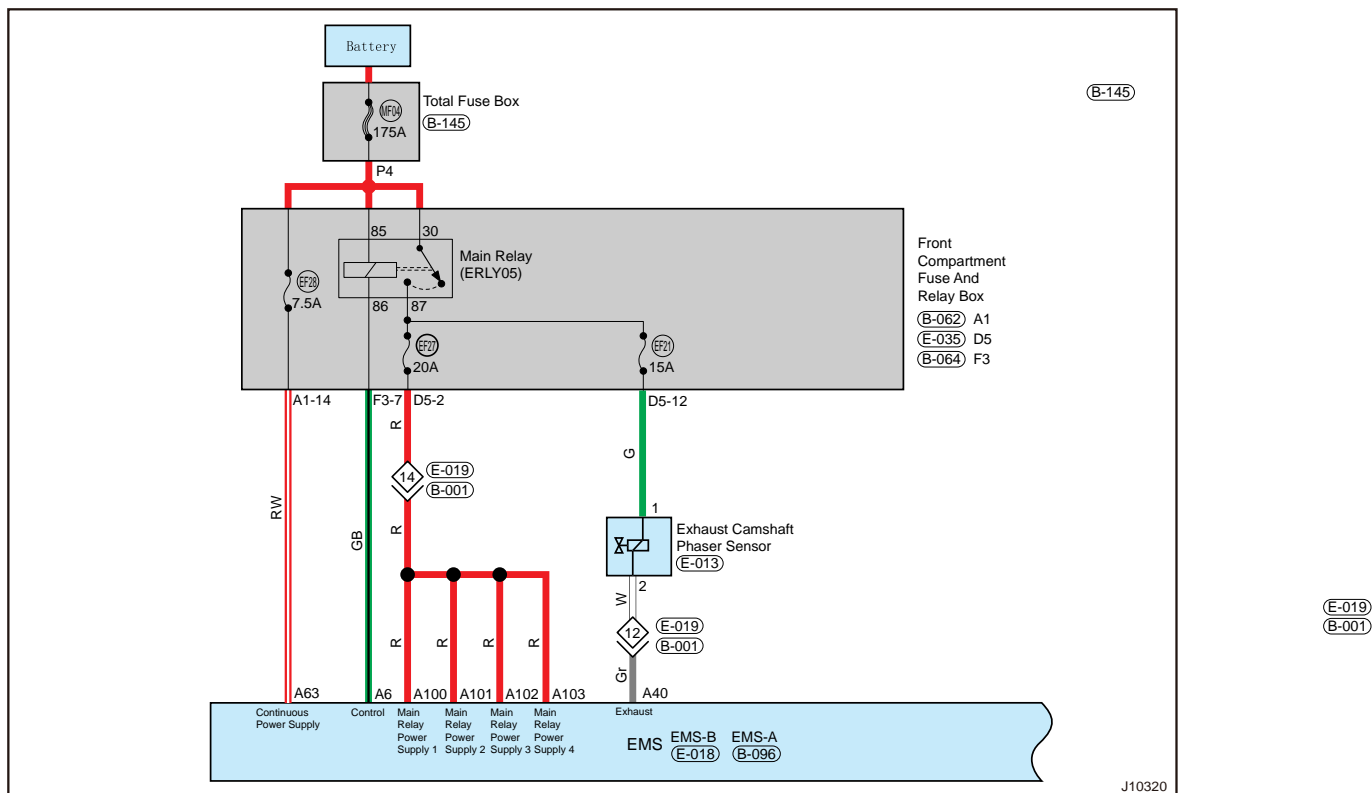 Battery
MF04
175A
Total Fuse Box
B-145
B-145
P4
85
30
Main Relay
(ERLY05)
EF28
7.5A
86
87
EF27
20A
EF21
15A
Front
Compartment
Fuse And
Relay Box
B-062 A1
E-035 D5
B-064 F3
A1-14
F3-7
D5-2
D5-12
R
G
14
E-019
B-001
RW
GB
R
1
Exhaust Camshaft
Phaser Sensor
E-013
2
W
12
E-019
B-001
E-019
B-001
R
R
R
R
Gr
A63
A6
A100
A101
A102
A103
A40
Continuous
Power Supply
Control
Main
Relay
Power
Supply 1
Main
Relay
Power
Supply 2
Main
Relay
Power
Supply 3
Main
Relay
Power
Supply 4
Exhaust
EMS
EMS-B
E-018
EMS-A
B-096
J10320